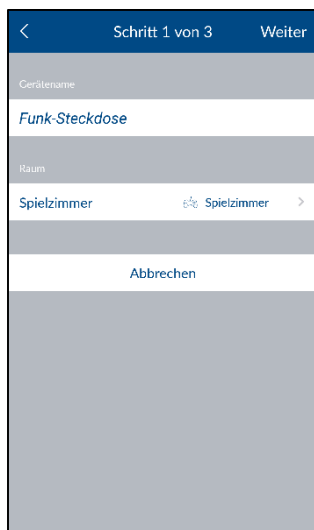 Schritt 1 von 3 Weiter
Gerätename
Funk-Steckdose
Raum
Spielzimmer Spielzimmer
Abbrechen